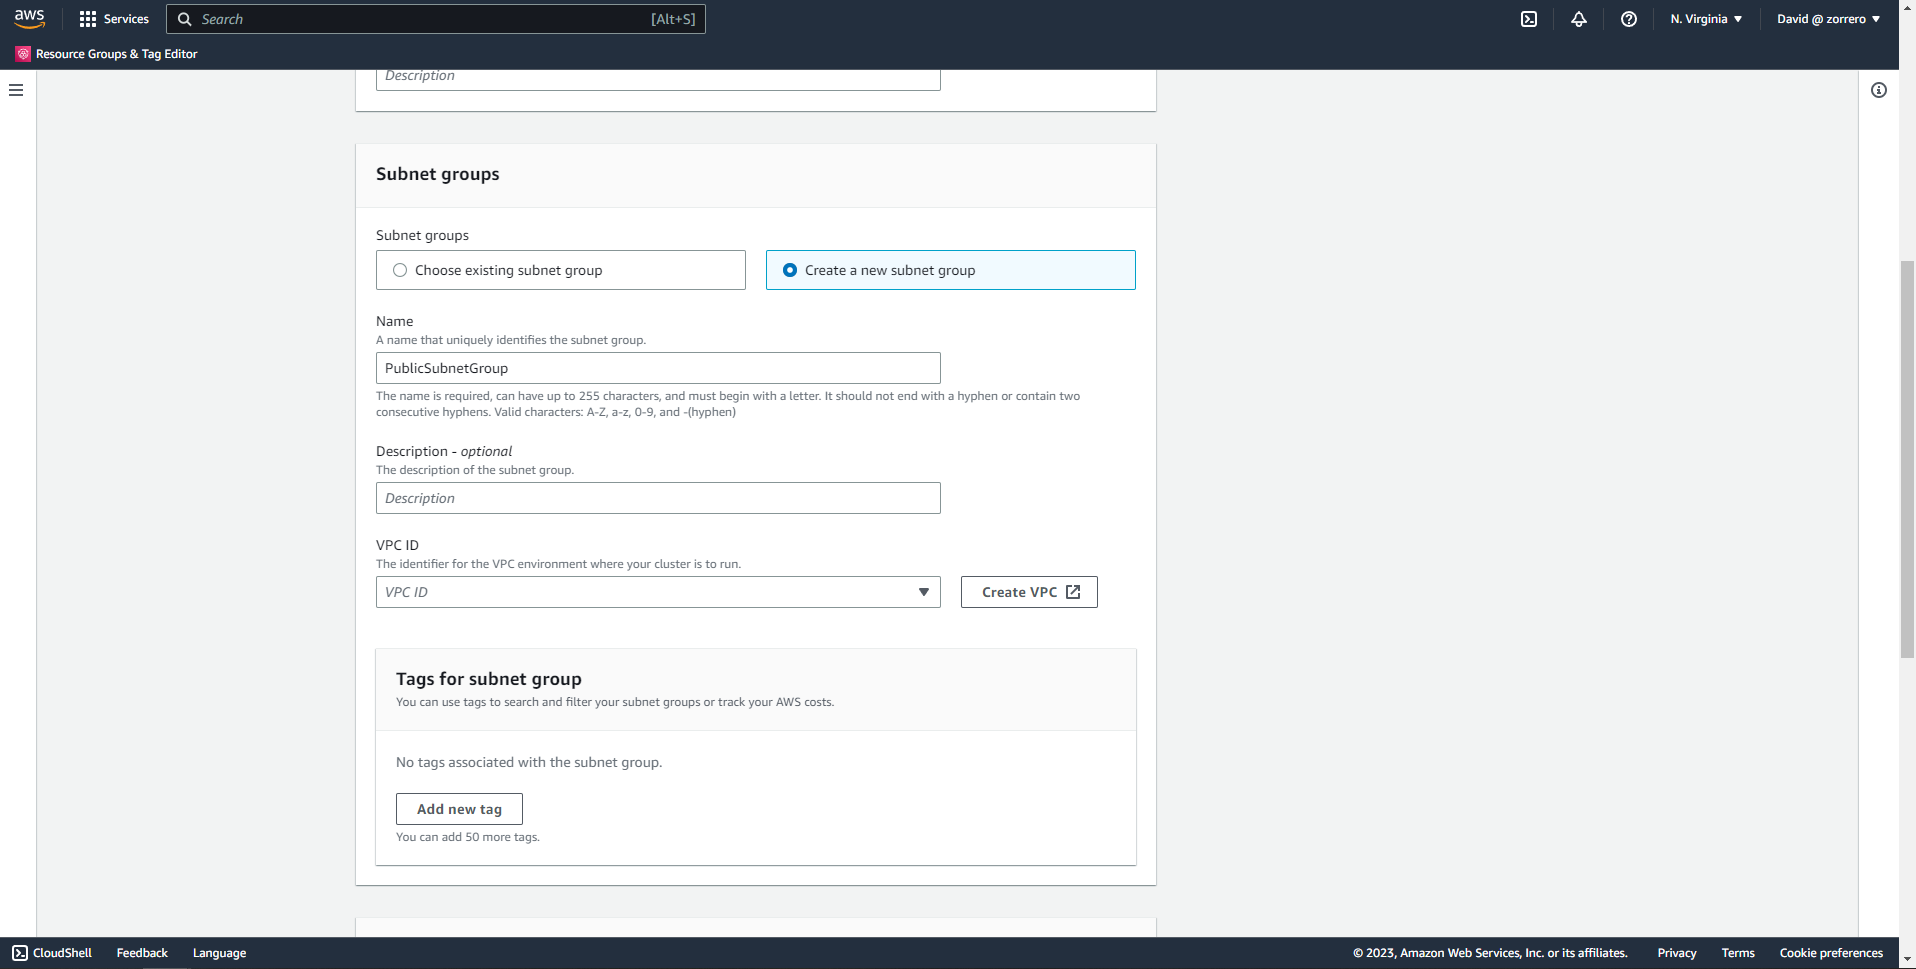 aws
Services
Search
[Alt+S]
N. Virginia
David @ zorrero
Resource Groups & Tag Editor
Description
Subnet groups
Subnet groups
Choose existing subnet group
Create a new subnet group
Name
A name that uniquely identifies the subnet group.
PublicSubnetGroup
The name is required, can have up to 255 characters, and must begin with a letter. It should not end with a hyphen or contain two
consecutive hyphens. Valid characters: A-Z, a-z, 0-9, and -(hyphen)
Description - optional
The description of the subnet group.
Description
VPC ID
The identifier for the VPC environment where your cluster is to run.
VPC ID
Create VPC
Tags for subnet group
You can use tags to search and filter your subnet groups or track your AWS costs.
No tags associated with the subnet group.
Add new tag
You can add 50 more tags.
CloudShell
Feedback
Language
© 2023, Amazon Web Services, Inc. or its affiliates.
Privacy
Terms
Cookie preferences